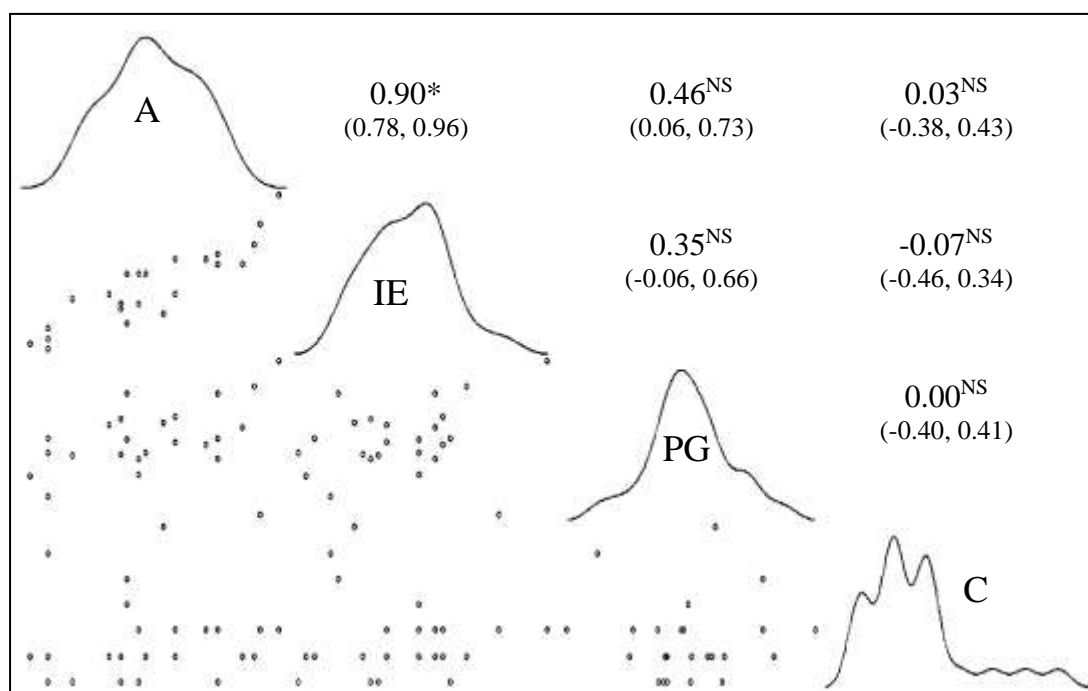 A
0.90*
(0.78, 0.96)
0.46NS
(0.06, 0.73)
0.03NS
(-0.38, 0.43)
IE
0.35NS
(-0.06, 0.66)
-0.07NS
(-0.46, 0.34)
PG
0.00NS
(-0.40, 0.41)
C